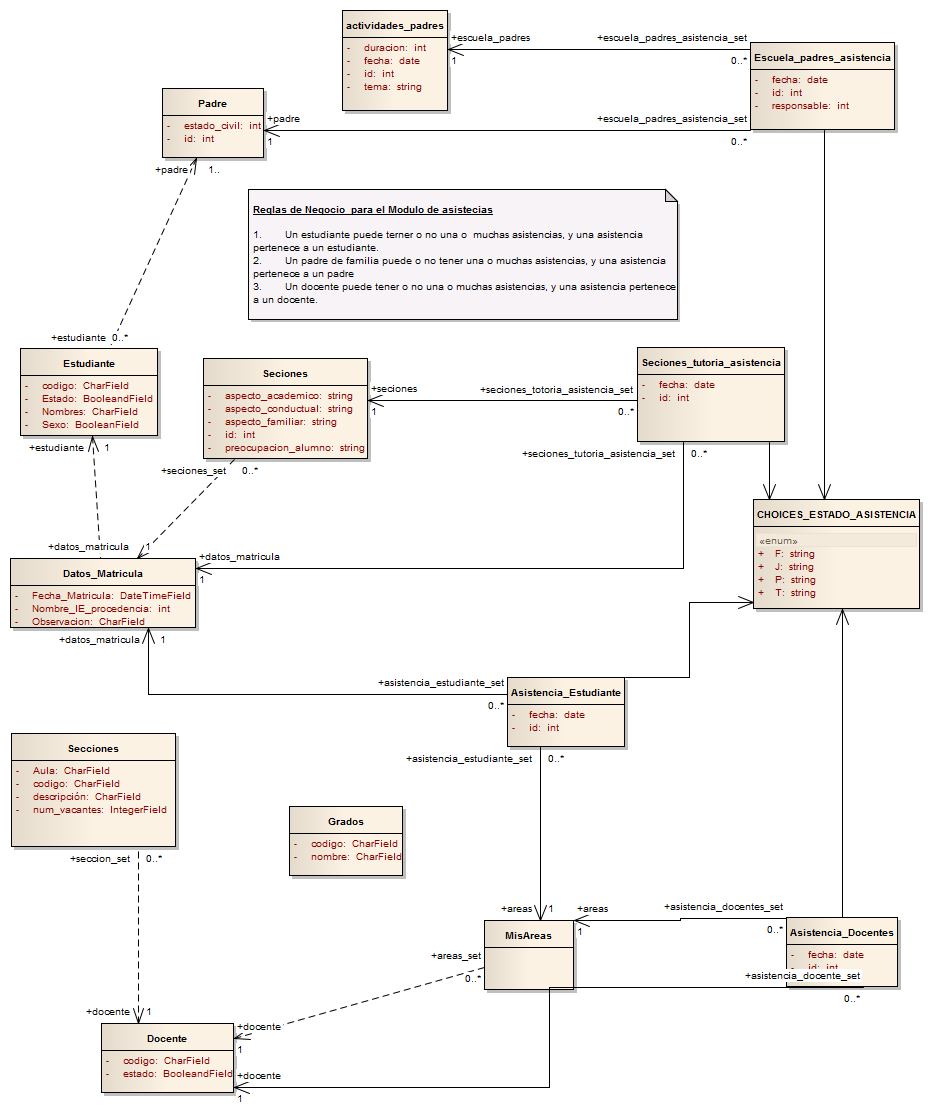 actividades_padres
- duracion: int
- fecha: date
- id: int
- tema: string
+escuela_padres
1
+escuela_padres_asistencia_set
0..*
Escuela_padres_asistencia
- fecha: date
- id: int
- responsable: int
Padre
- estado_civil: int
- id: int
+padre
1
+escuela_padres_asistencia_set
0..*
+padre
1..
Reglas de Negocio para el Modulo de asistecias
1. Un estudiante puede terner o no una o muchas asistencias, y una asistencia
pertenece a un estudiante.
2. Un padre de familia puede o no tener una o muchas asistencias, y una asistencia
pertenece a un padre
3. Un docente puede tener o no una o muchas asistencias, y una asistencia pertenece
a un docente.
+estudiante 0..*
Estudiante
- codigo: CharField
- Estado: BooleandField
- Nombres: CharField
- Sexo: BooleanField
+estudiante
1
Seciones
- aspecto_academico: string
- aspecto_conductual: string
- aspecto_familiar: string
- id: int
- preocupacion_alumno: string
+seciones
1
+seciones_totoria_asistencia_set
0..*
Seciones_tutoria_asistencia
- fecha: date
- id: int
+seciones_tutoria_asistencia_set
0..*
+seciones_set
0..*
+datos_matricula
1
+datos_matricula
1
Datos_Matricula
- Fecha_Matricula: DateTimeField
- Nombre_IE_procedencia: int
- Observacion: CharField
+datos_matricula
1
CHOICES_ESTADO_ASISTENCIA
«enum»
+ F: string
+ J: string
+ P: string
+ T: string
+asistencia_estudiante_set
0..*
Asistencia_Estudiante
- fecha: date
- id: int
+asistencia_estudiante_set
0..*
Secciones
- Aula: CharField
- codigo: CharField
- descripción: CharField
- num_vacantes: IntegerField
+seccion_set
0..*
Grados
- codigo: CharField
- nombre: CharField
+areas
1
+areas
1
+asistencia_docentes_set
0..*
MisAreas
+areas_set
0..*
Asistencia_Docentes
- fecha: date
- id: int
+asistencia_docente_set
0..*
+docente
1
Docente
- codigo: CharField
- estado: BooleandField
+docente
1
+docente
1